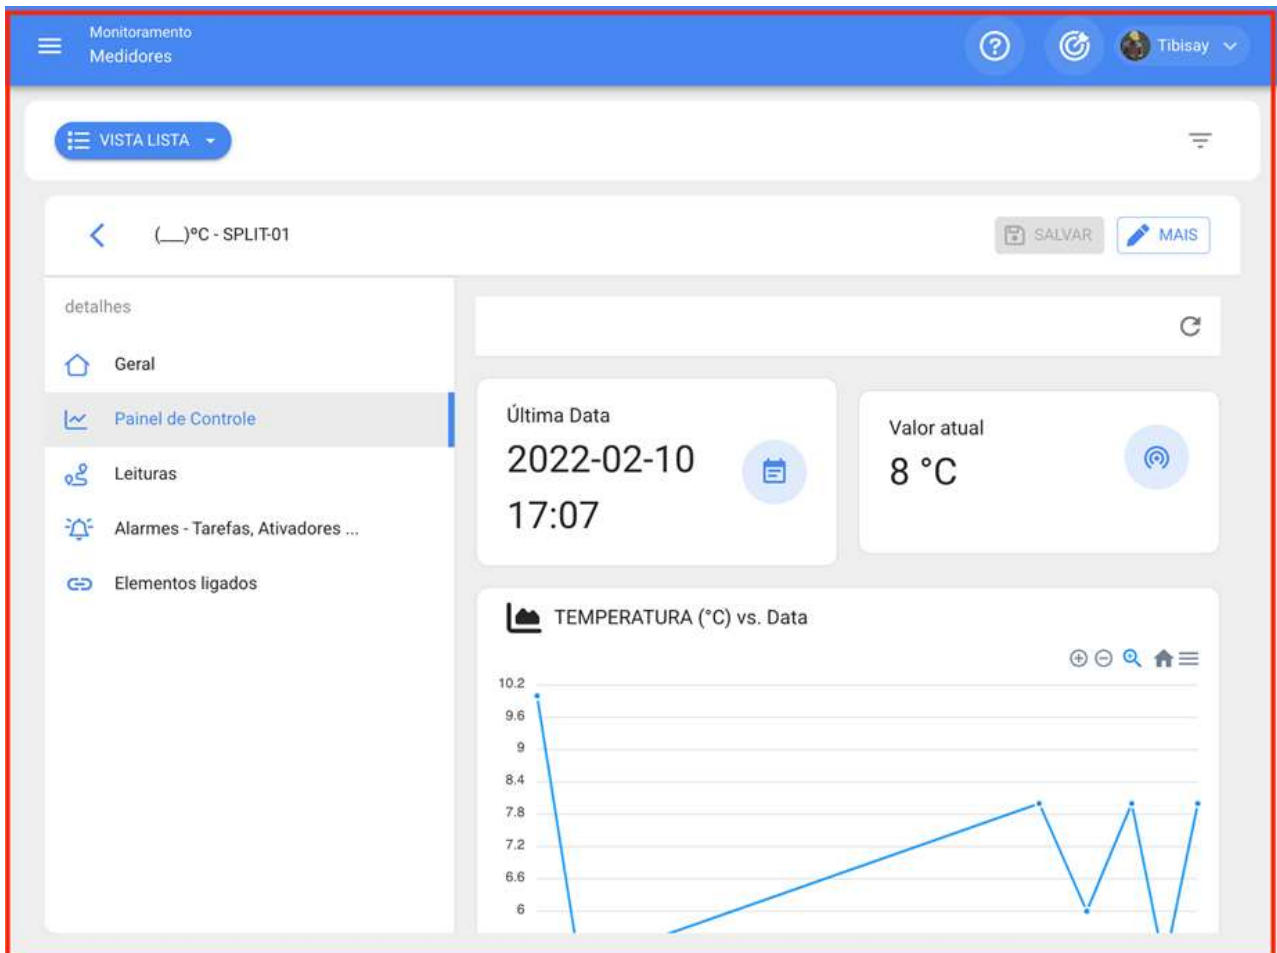 Monitoramento
Medidores
Tibisay
VISTA LISTA
(__)ºC - SPLIT-01
SALVAR
MAIS
detalhes
Geral
Painel de Controle
Leituras
Alarmes - Tarefas, Ativadores ...
Elementos ligados
Última Data
2022-02-10
17:07
Valor atual
8 °C
TEMPERATURA (°C) vs. Data
10.2
9.6
9
8.4
7.8
7.2
6.6
6